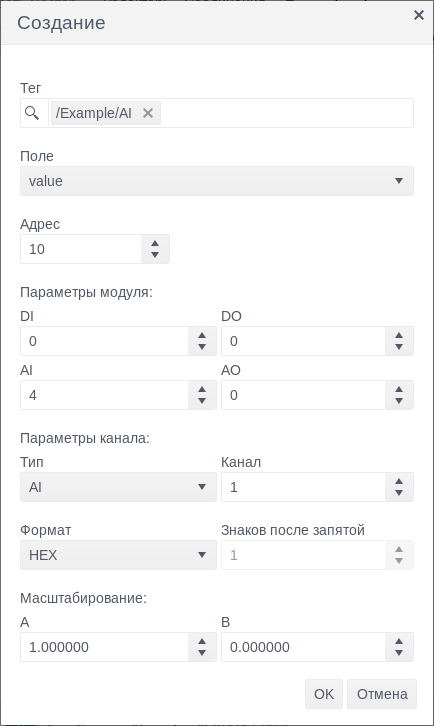 Создание
Тег
/Example/AI
Поле
value
Адрес
10
Параметры модуля:
DI DO
0 0
AI AO
4 0
Параметры канала:
Тип Канал
AI 1
Формат Знаков после запятой
HEX 1
Масштабирование:
A B
1.000000 0.000000
OK Отмена